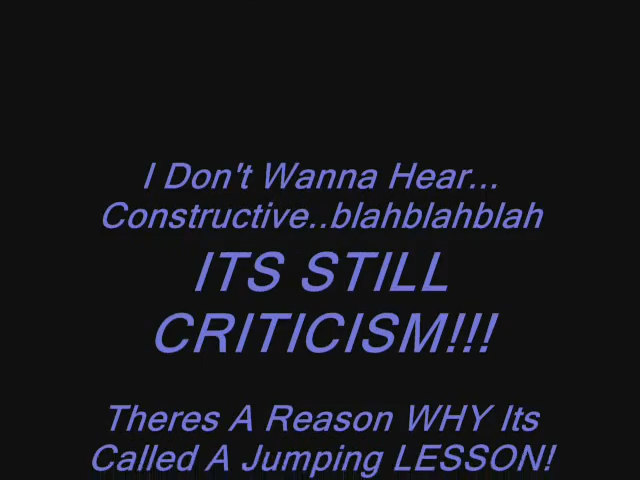 I Don't Wanna Hear...
Constructive..blahblahblah
ITS STILL
CRITICISM!!!
Theres A Reason WHY Its
Called A Jumping LESSON!